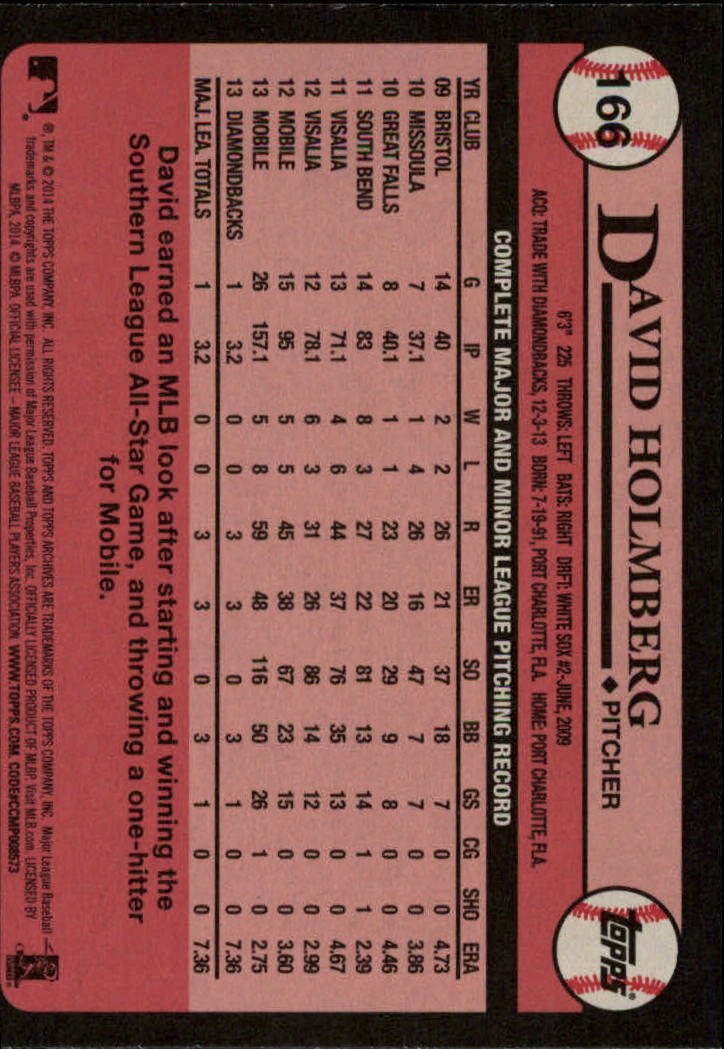 166
DAVID HOLMBERG
◆ PITCHER
topps®
6'3" 225 THROWS: LEFT BATS: RIGHT DRFT: WHITE SOX #2-JUNE, 2009
ACQ: TRADE WITH DIAMONDBACKS, 12-3-13 BORN: 7-19-91, PORT CHARLOTTE, FLA. HOME: PORT CHARLOTTE, FLA.
COMPLETE MAJOR AND MINOR LEAGUE PITCHING RECORD
YR CLUB G IP W L R ER SO BB GS CG SHO ERA
09 BRISTOL 14 40 2 2 26 21 37 18 7 0 0 4.73
10 MISSOULA 7 37.1 1 4 26 16 47 7 7 0 0 3.86
10 GREAT FALLS 8 40.1 1 1 23 20 29 9 8 0 0 4.46
11 SOUTH BEND 14 83 8 3 27 22 81 13 14 1 1 2.39
11 VISALIA 13 71.1 4 6 44 37 76 35 13 0 0 4.67
12 VISALIA 12 78.1 6 3 31 26 86 14 12 0 0 2.99
12 MOBILE 15 95 5 5 45 38 67 23 15 0 0 3.60
13 MOBILE 26 157.1 5 8 59 48 116 50 26 1 0 2.75
13 DIAMONDBACKS 1 3.2 0 0 3 3 0 3 1 0 0 7.36
MAJ. LEA. TOTALS 1 3.2 0 0 3 3 0 3 1 0 0 7.36
David earned an MLB look after starting and winning the
Southern League All-Star Game, and throwing a one-hitter
for Mobile.
®, TM & © 2014 THE TOPPS COMPANY, INC. ALL RIGHTS RESERVED. TOPPS AND TOPPS ARCHIVES ARE TRADEMARKS OF THE TOPPS COMPANY, INC. Major League Baseball
trademarks and copyrights are used with permission of Major League Baseball Properties, Inc. OFFICIALLY LICENSED PRODUCT OF MLBP. Visit MLB.com. LICENSED BY
MLBPA, 2014. © MLBPA. OFFICIAL LICENSEE – MAJOR LEAGUE BASEBALL PLAYERS ASSOCIATION. WWW.TOPPS.COM. CODE#CCMP008573